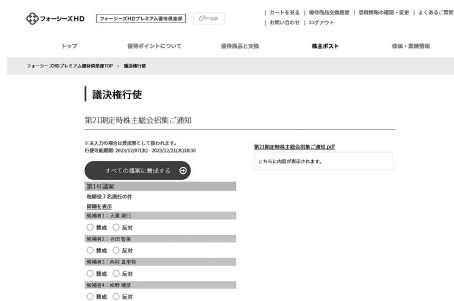 フォーシーズHD
フォーシーズHDプレミアム優待倶楽部
| カートを見る | 優待商品交換履歴 | 登録情報の確認・変更 | よくあるご質問
| お問い合わせ | ログアウト
トップ
優待ポイントについて
優待商品と交換
株主ポスト
株価・業績情報
フォーシーズHDプレミアム優待倶楽部TOP > 議決権行使
議決権行使
第21期定時株主総会招集ご通知
※未入力の場合は賛成票として扱われます。
行使可能期間: 2023/12/07(木) - 2023/12/21(木)18:30
すべての議案に賛成する
第1号議案
取締役7名選任の件
詳細を表示
候補者1：天童 淑巳
賛成 反対
候補者2：寺田 智美
賛成 反対
候補者3：西村 真季枝
賛成 反対
候補者4：松野 博彦
賛成 反対
第21期定時株主総会招集ご通知.pdf
こちらに内容が表示されます。